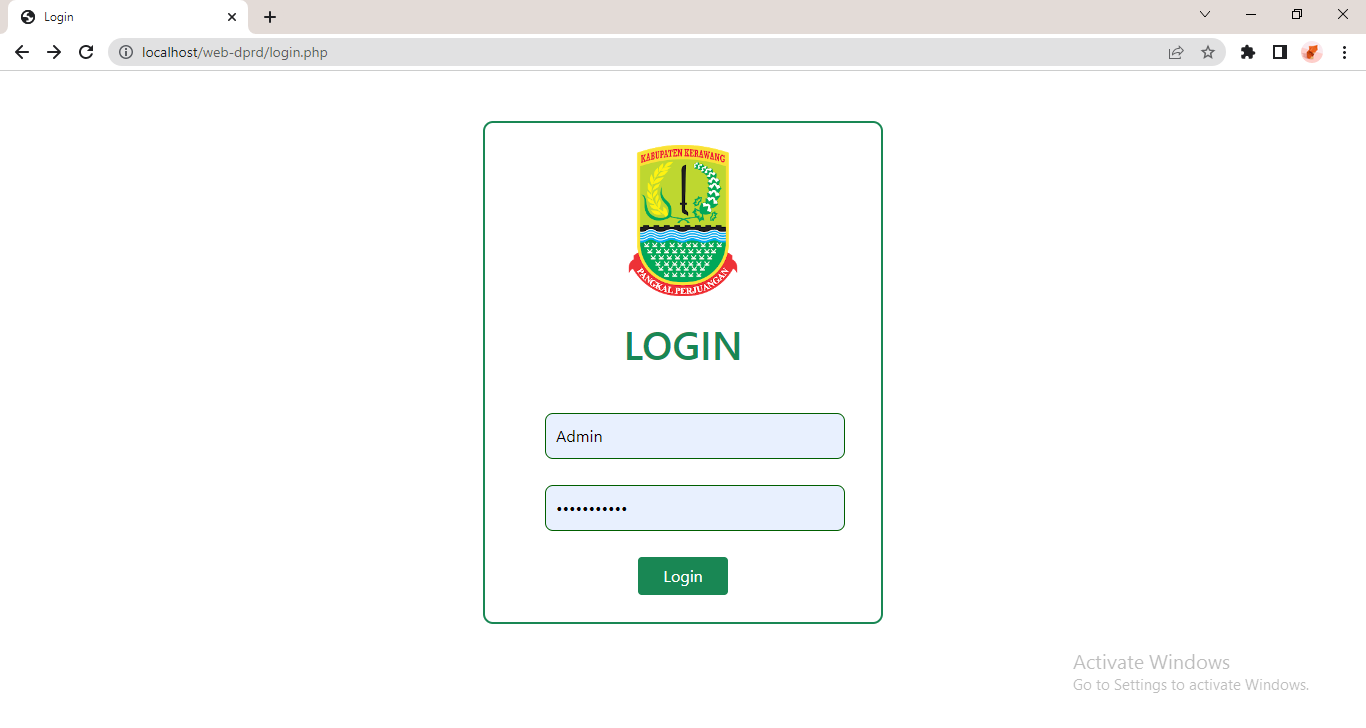 Login
localhost/web-dprd/login.php
KABUPATEN KERAWANG
PANGKAL PERJUANGAN
LOGIN
Admin
•••••••••••
Login
Activate Windows
Go to Settings to activate Windows.